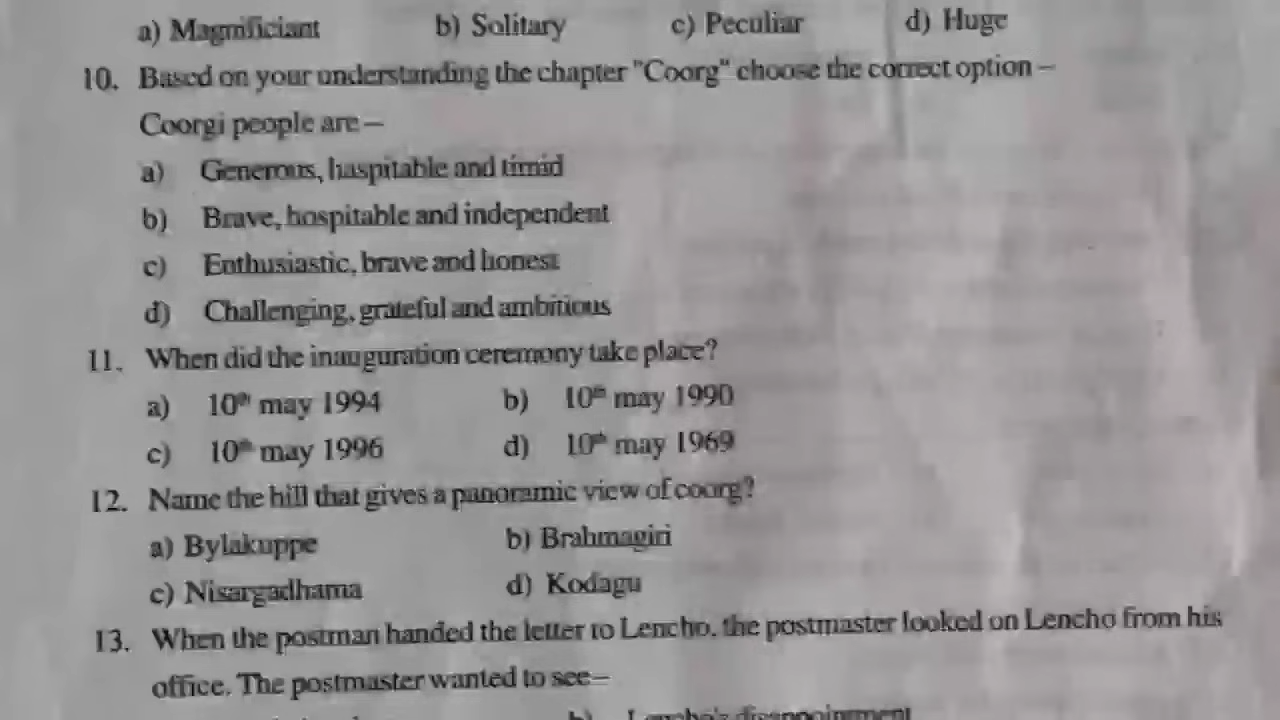 a) Magnificiant b) Solitary c) Peculiar d) Huge
10. Based on your understanding the chapter "Coorg" choose the correct option –
Coorgi people are –
a) Generous, haspitable and timid
b) Brave, hospitable and independent
c) Enthusiastic, brave and honest
d) Challenging, grateful and ambitious
11. When did the inauguration ceremony take place?
a) 10th may 1994 b) 10th may 1990
c) 10th may 1996 d) 10th may 1969
12. Name the hill that gives a panoramic view of coorg?
a) Bylakuppe b) Brahmagiri
c) Nisargadhama d) Kodagu
13. When the postman handed the letter to Lencho, the postmaster looked on Lencho from his
office. The postmaster wanted to see–
b) Lencho's disappoinment